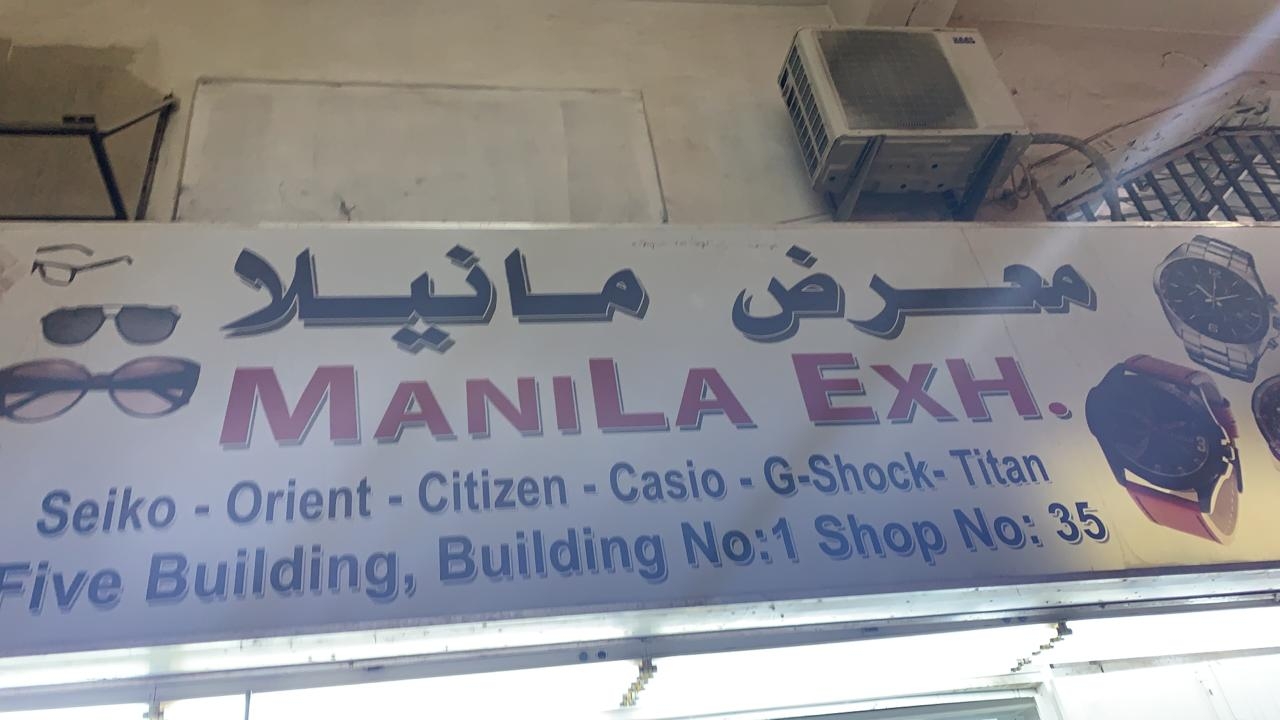 معرض مانيلا
MANILA EXH.
Seiko - Orient - Citizen - Casio - G-Shock- Titan
Five Building, Building No:1 Shop No: 35